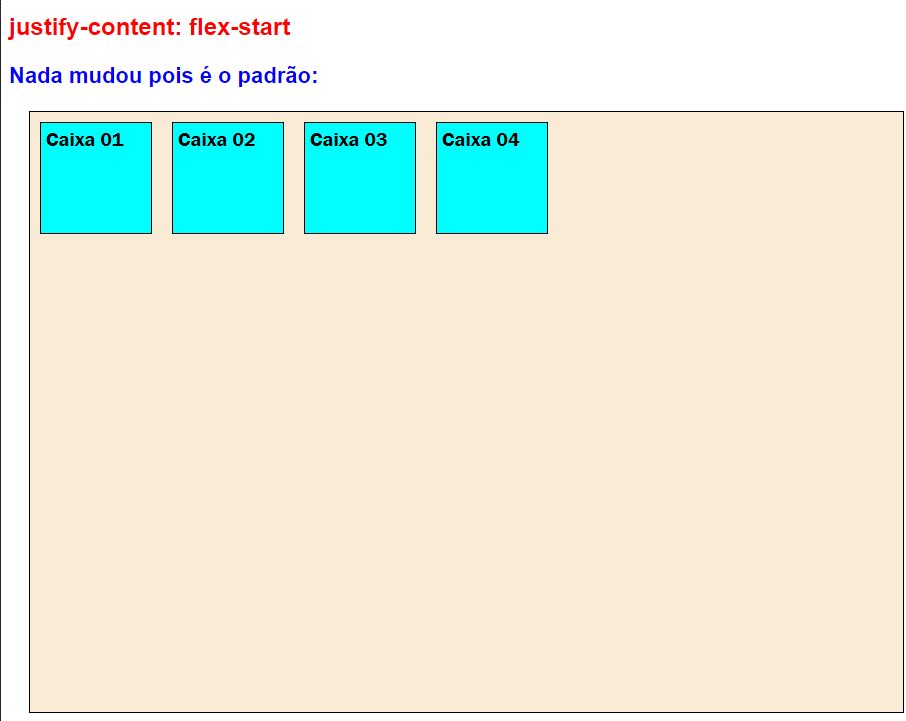 justify-content: flex-start
Nada mudou pois é o padrão:
Caixa 01 Caixa 02 Caixa 03 Caixa 04